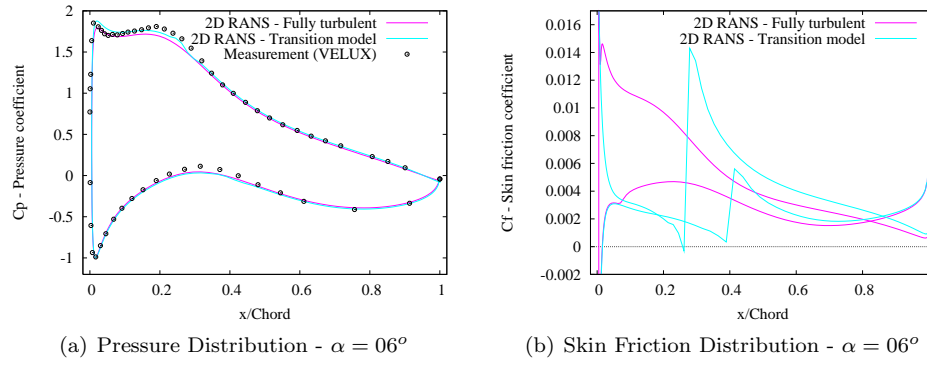 2D RANS - Fully turbulent
2D RANS - Transition model
Measurement (VELUX)
Cp - Pressure coefficient
2
1.5
1
0.5
0
-0.5
-1
0 0.2 0.4 0.6 0.8 1
x/Chord
(a) Pressure Distribution - α = 06°
2D RANS - Fully turbulent
2D RANS - Transition model
Cf - Skin friction coefficient
0.016
0.014
0.012
0.01
0.008
0.006
0.004
0.002
0
-0.002
0 0.2 0.4 0.6 0.8
x/Chord
(b) Skin Friction Distribution - α = 06°